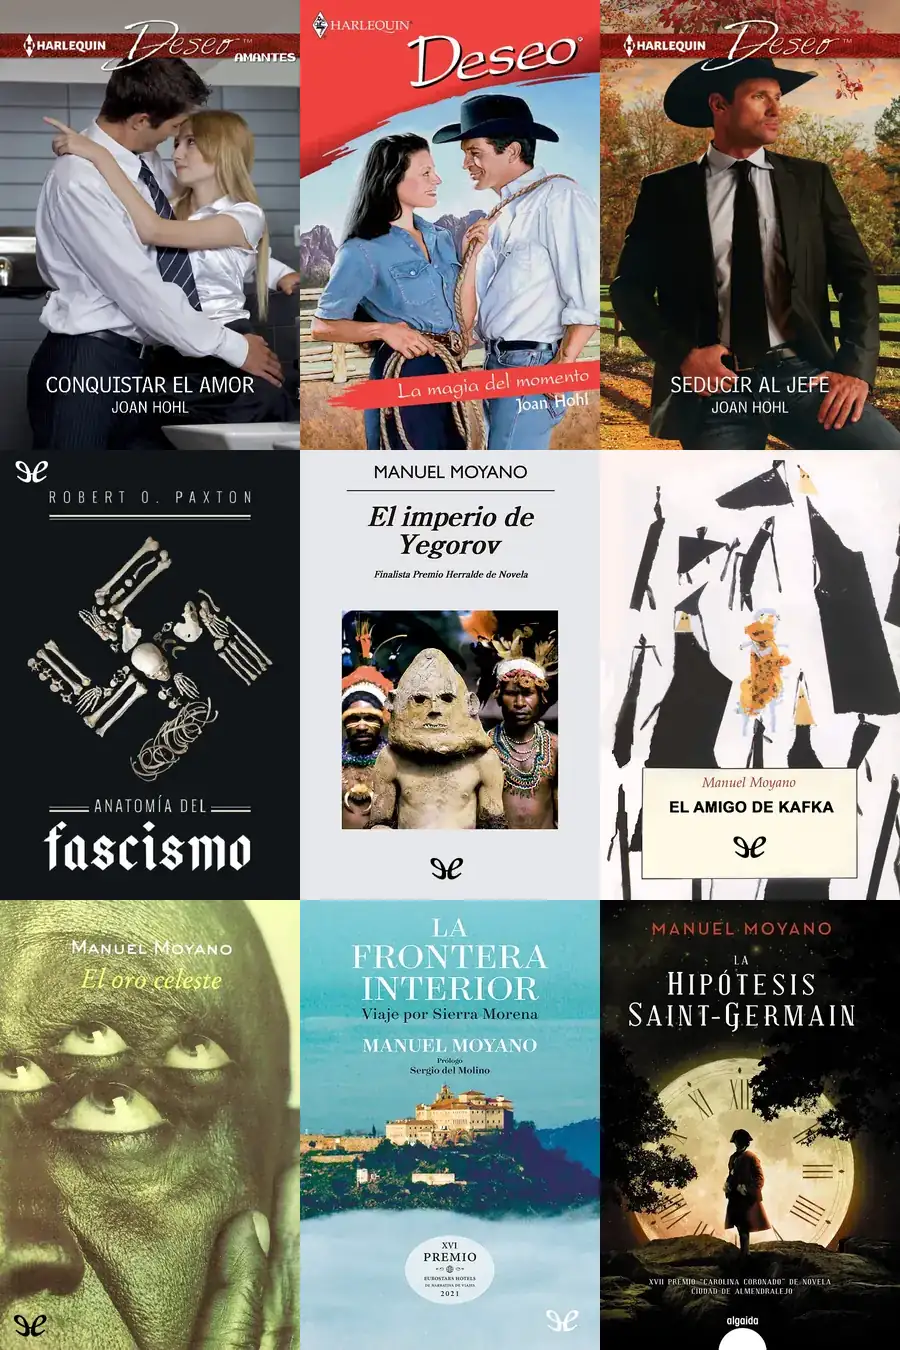 HARLEQUIN Deseo™
AMANTES
CONQUISTAR EL AMOR
JOAN HOHL
HARLEQUIN™
Deseo®
La magia del momento
Joan Hohl
HARLEQUIN Deseo™
SEDUCIR AL JEFE
JOAN HOHL
ROBERT O. PAXTON
ANATOMÍA DEL
fascismo
MANUEL MOYANO
El imperio de
Yegorov
Finalista Premio Herralde de Novela
Manuel Moyano
EL AMIGO DE KAFKA
MANUEL MOYANO
El oro celeste
LA
FRONTERA
INTERIOR
Viaje por Sierra Morena
MANUEL MOYANO
Prólogo
Sergio del Molino
XVI
PREMIO
EUROSTARS HOTELS
DE NARRATIVA DE VIAJES
2021
MANUEL MOYANO
LA
HIPÓTESIS
SAINT-GERMAIN
XVII PREMIO "CAROLINA CORONADO" DE NOVELA
CIUDAD DE ALMENDRALEJO
algaida